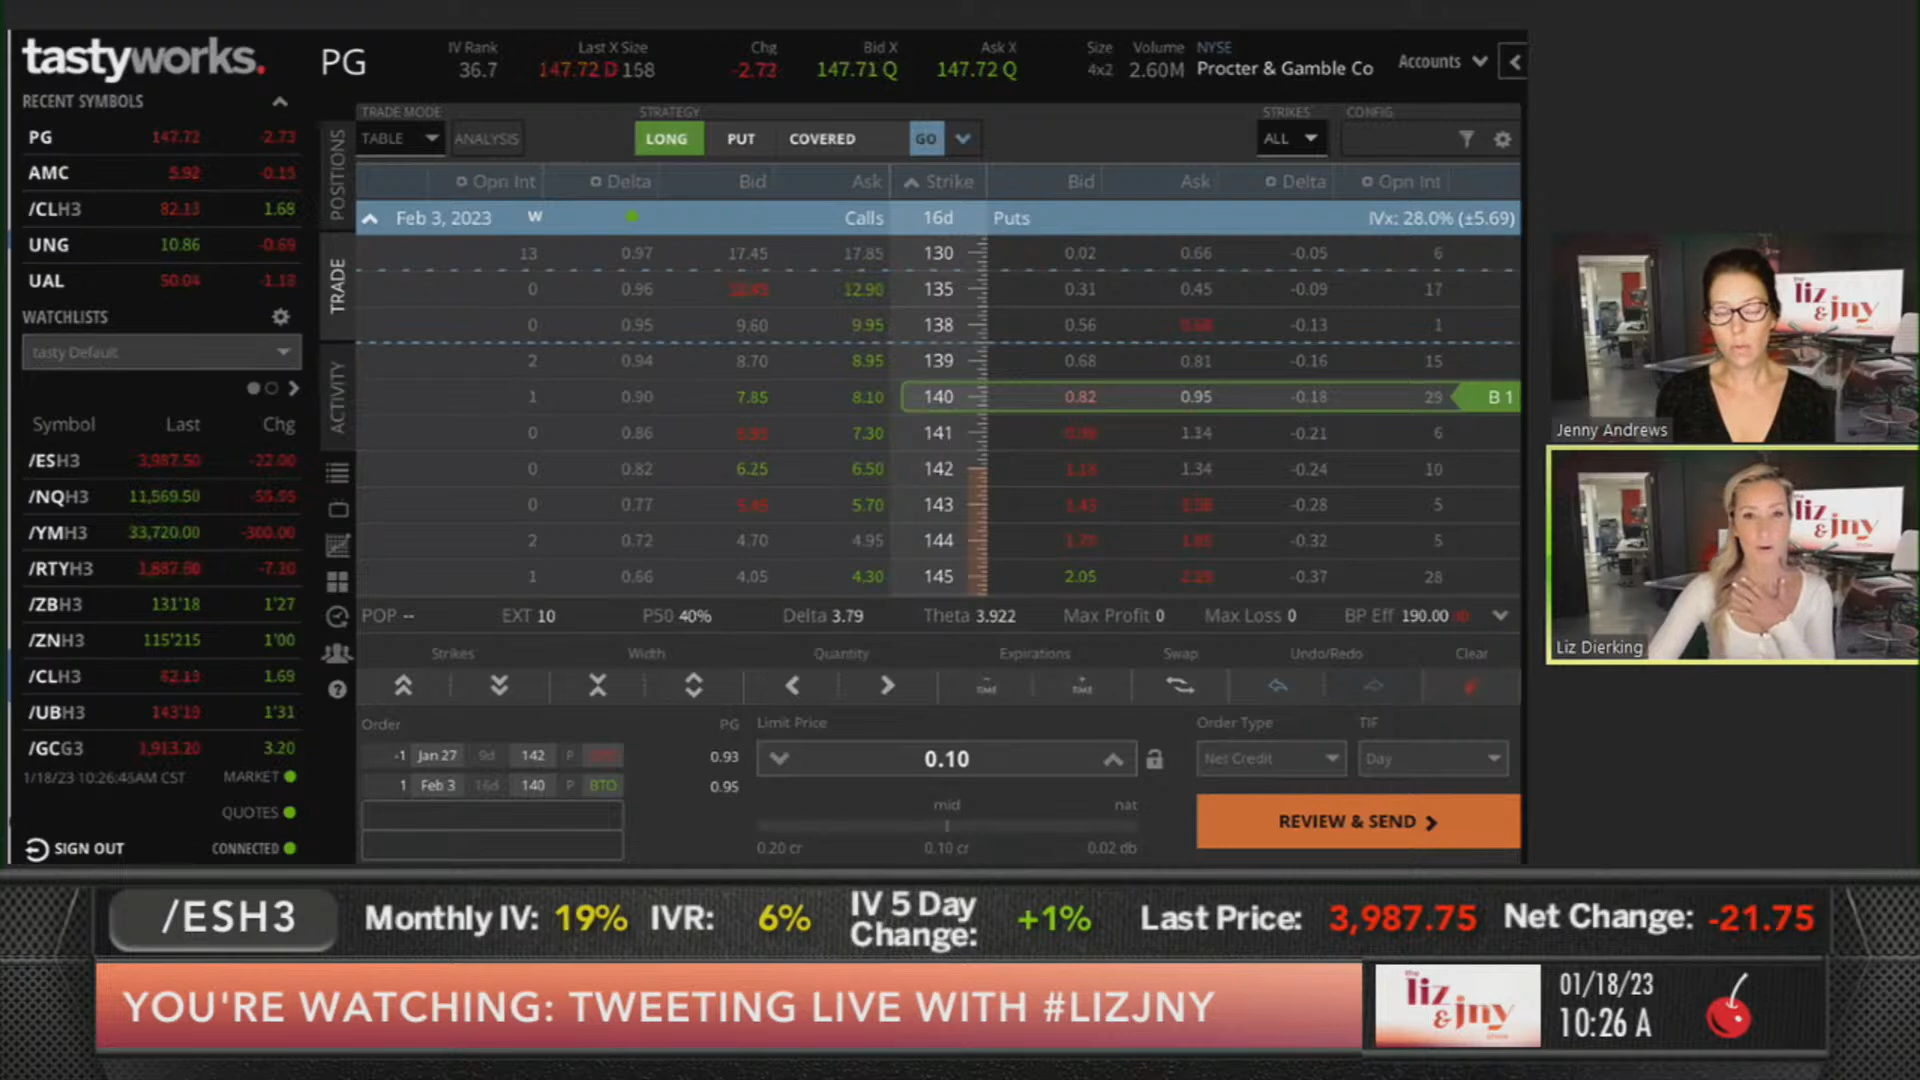 tastyworks.
PG
IV Rank
36.7
Last X Size
147.72 D 158
Chg
-2.72
Bid X
147.71 Q
Ask X
147.72 Q
Size
4x2
Volume
2.60M
NYSE
Procter & Gamble Co
Accounts
RECENT SYMBOLS
PG 147.72 -2.73
AMC 5.92 -0.15
/CLH3 82.13 1.68
UNG 10.86 -0.69
UAL 50.04 -1.18
WATCHLISTS
tasty Default
Symbol Last Chg
/ESH3 3,987.50 -22.00
/NQH3 11,569.50
/YMH3 33,720.00 -300.00
/RTYH3 -7.10
/ZBH3 131'18 1'27
/ZNH3 115'215 1'00
/CLH3 82.13 1.69
/UBH3 143'19 1'31
/GCG3 1,913.20 3.20
1/18/23 10:26:45AM CST MARKET
QUOTES
SIGN OUT CONNECTED
POSITIONS
TRADE
ACTIVITY
TRADE MODE
TABLE ANALYSIS
STRATEGY
LONG PUT COVERED GO
STRIKES
ALL
CONFIG
Opn Int Delta Bid Ask Strike Bid Ask Delta Opn Int
Feb 3, 2023 W Calls 16d Puts IVx: 28.0% (±5.69)
13 0.97 17.45 17.85 130 0.02 0.66 -0.05 6
0 0.96 12.90 135 0.31 0.45 -0.09 17
0 0.95 9.60 9.95 138 0.56 -0.13 1
2 0.94 8.70 8.95 139 0.68 0.81 -0.16 15
1 0.90 7.85 8.10 140 0.82 0.95 -0.18 29 B 1
0 0.86 7.30 141 1.14 -0.21 6
0 0.82 6.25 6.50 142 1.18 1.34 -0.24 10
0 0.77 5.70 143 -0.28 5
2 0.72 4.70 4.95 144 -0.32 5
1 0.66 4.05 4.30 145 2.05 -0.37 28
POP -- EXT 10 P50 40% Delta 3.79 Theta 3.922 Max Profit 0 Max Loss 0 BP Eff 190.00
Strikes Width Quantity Expirations Swap Undo/Redo Clear
TIME TIME
Order PG Limit Price Order Type TIF
-1 Jan 27 9d 142 P 0.93
1 Feb 3 16d 140 P BTO 0.95
0.10
Net Credit Day
mid nat
0.20 cr 0.10 cr 0.02 db
REVIEW & SEND
the liz & jny
Jenny Andrews
the liz & jny
Liz Dierking
/ESH3 Monthly IV: 19% IVR: 6% IV 5 Day Change: +1% Last Price: 3,987.75 Net Change: -21.75
YOU'RE WATCHING: TWEETING LIVE WITH #LIZJNY
the liz & jny show
01/18/23
10:26 A